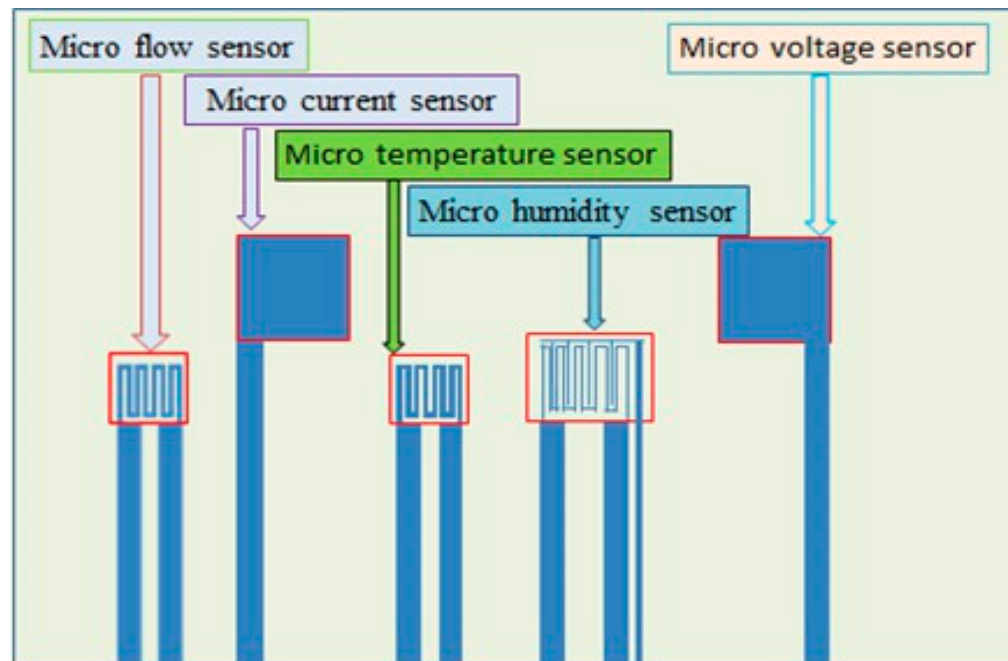 Micro flow sensor
Micro voltage sensor
Micro current sensor
Micro temperature sensor
Micro humidity sensor